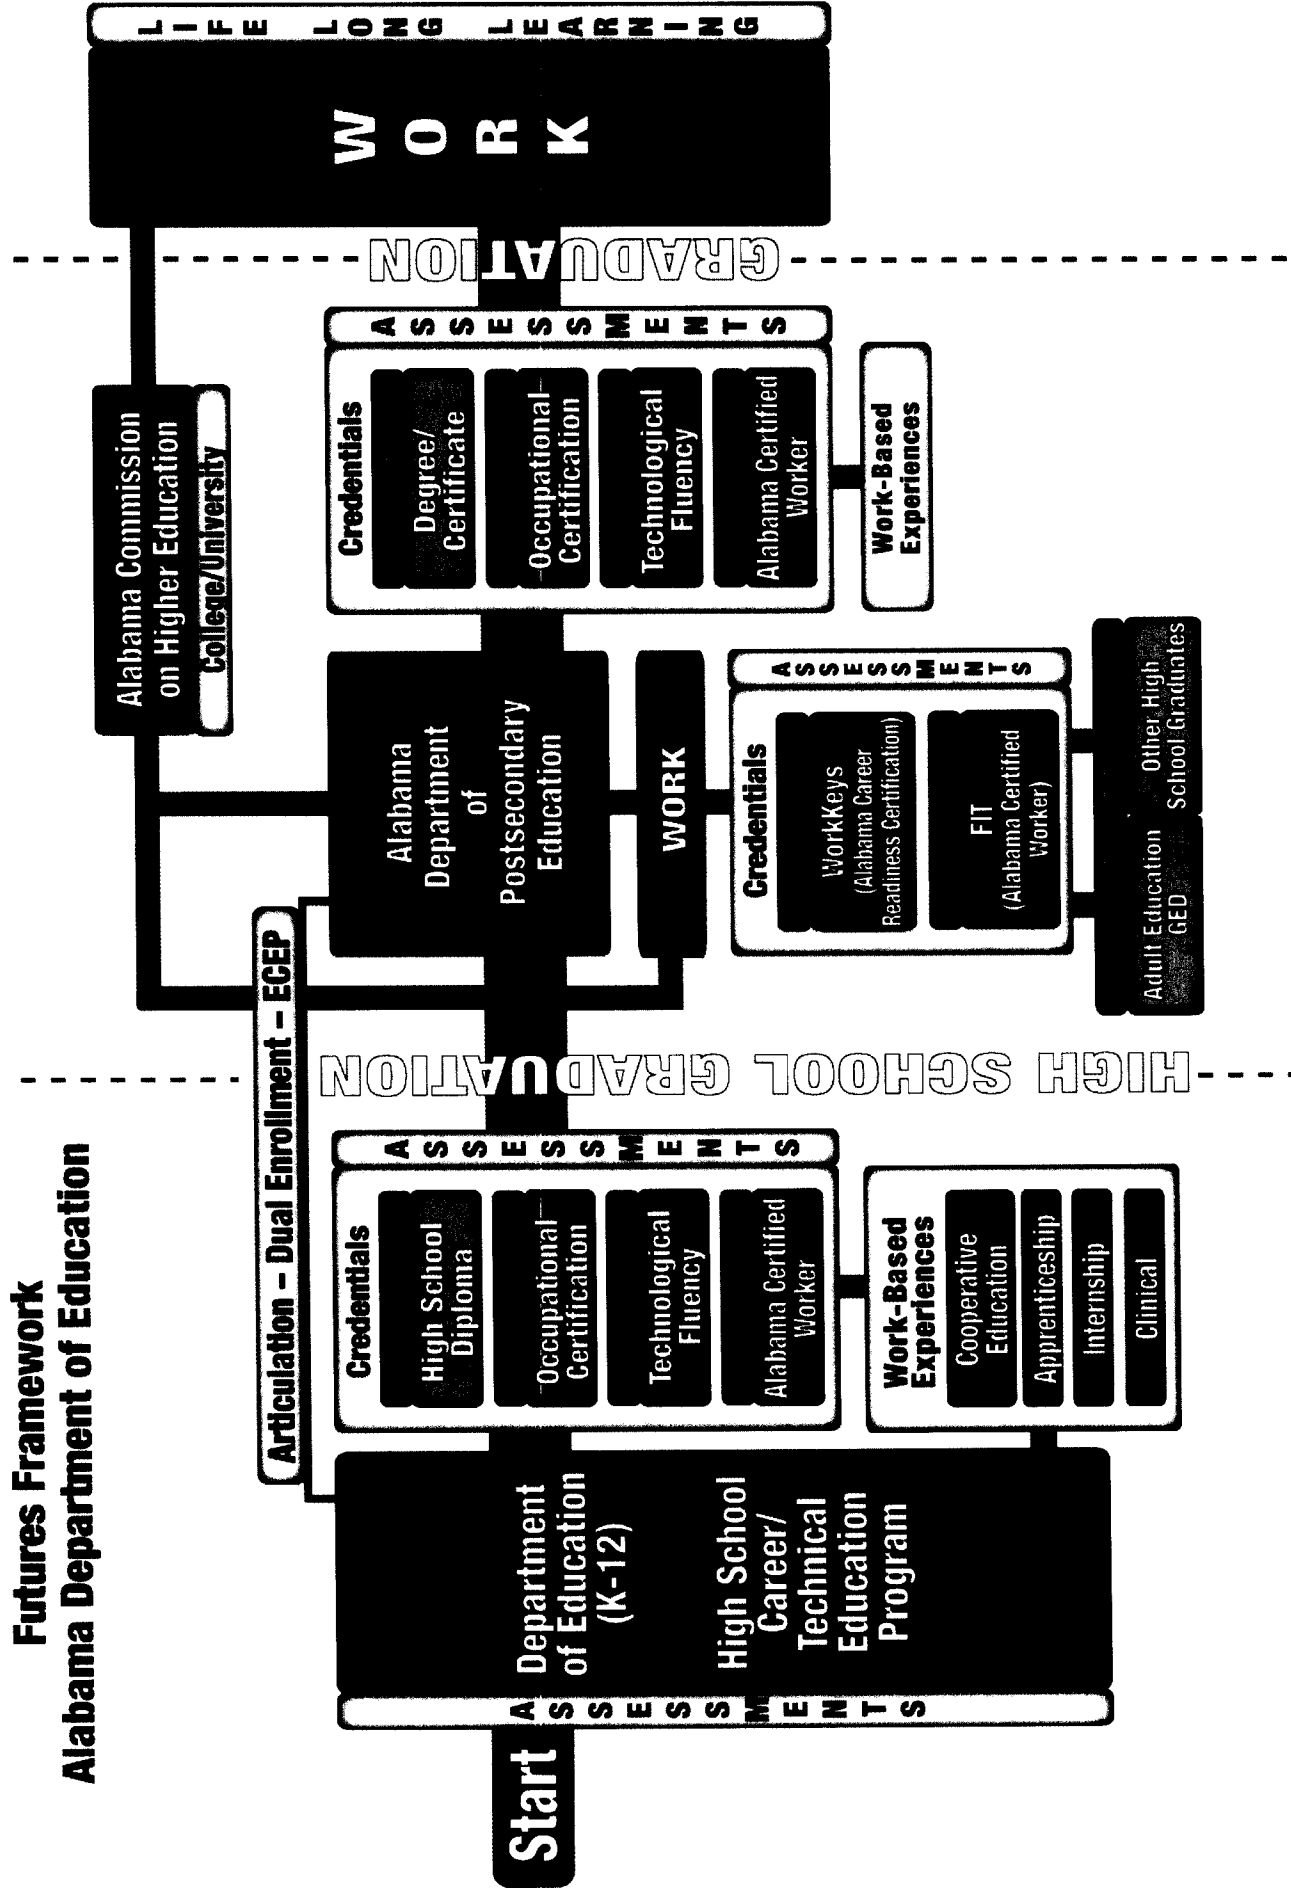 Futures Framework
Alabama Department of Education
Start
ASSESSMENTS
Department
of Education
(K-12)
High School
Career/
Technical
Education
Program
Articulation – Dual Enrollment – ECEP
Credentials
High School
Diploma
Occupational
Certification
Technological
Fluency
Alabama Certified
Worker
ASSESSMENTS
Work-Based
Experiences
Cooperative
Education
Apprenticeship
Internship
Clinical
HIGH SCHOOL GRADUATION
Alabama
Department
of
Postsecondary
Education
WORK
Credentials
WorkKeys
(Alabama Career
Readiness Certification)
FIT
(Alabama Certified
Worker)
ASSESSMENTS
Adult Education
GED
Other High
School Graduates
Alabama Commission
on Higher Education
College/University
Credentials
Degree/
Certificate
Occupational
Certification
Technological
Fluency
Alabama Certified
Worker
ASSESSMENTS
Work-Based
Experiences
GRADUATION
WORK
LIFE LONG LEARNING